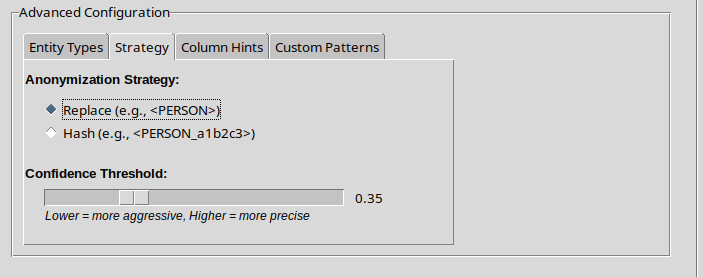 Advanced Configuration
Entity Types Strategy Column Hints Custom Patterns
Anonymization Strategy:
Replace (e.g., <PERSON>)
Hash (e.g., <PERSON_a1b2c3>)
Confidence Threshold:
0.35
Lower = more aggressive, Higher = more precise